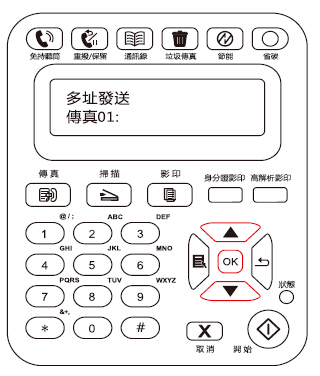 免持聽筒 重撥/保留 通訊錄 垃圾傳真 節能 省碳
多址發送
傳真01:
傳真 掃描 影印 身分證影印 高解析影印
@/: ABC DEF
1 2 3
GHI JKL MNO
4 5 6 OK
PQRS TUV WXYZ 狀態
7 8 9
&+,
* 0 # X
取消 開始